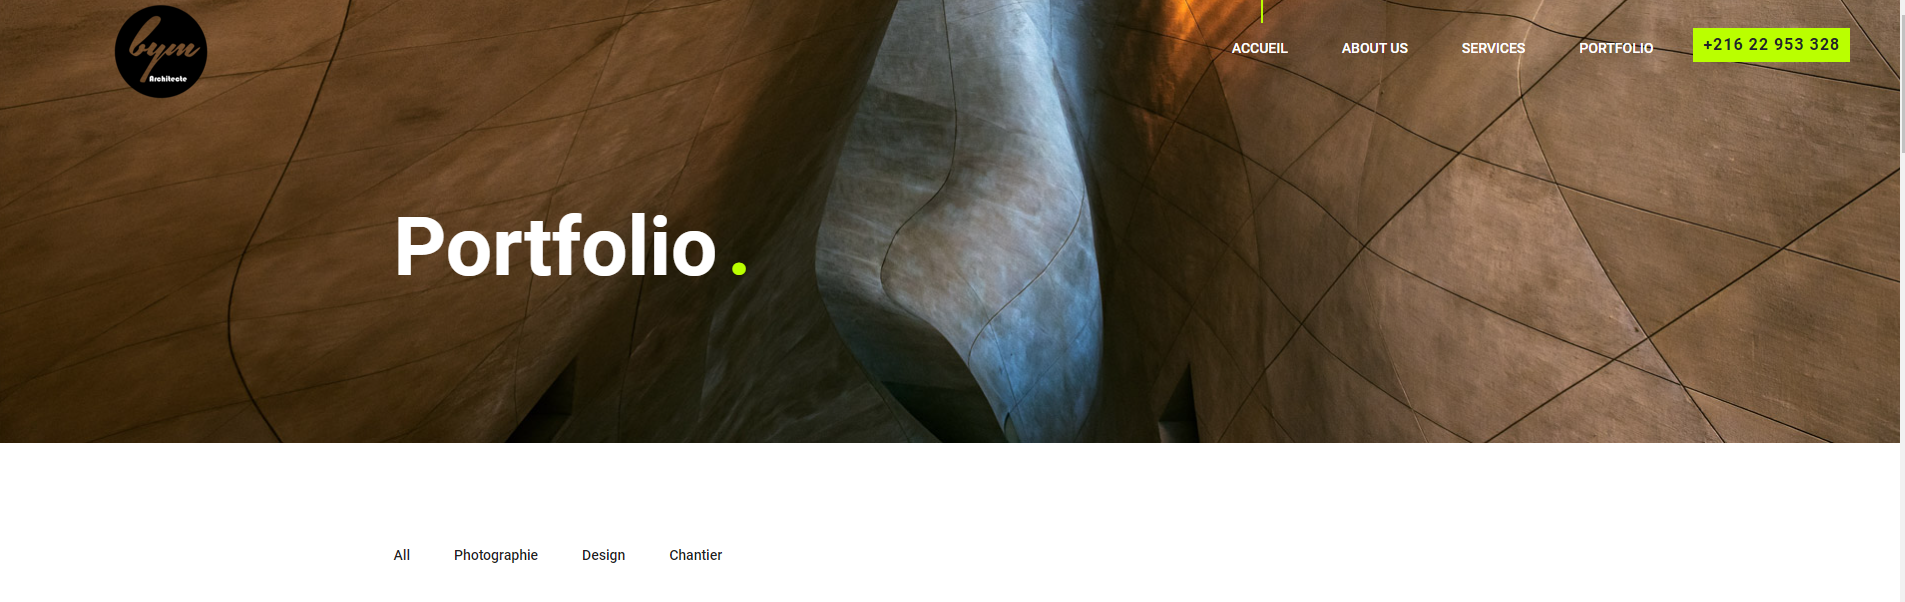 bym
Architecte
ACCUEIL
ABOUT US
SERVICES
PORTFOLIO
+216 22 953 328
Portfolio.
All
Photographie
Design
Chantier